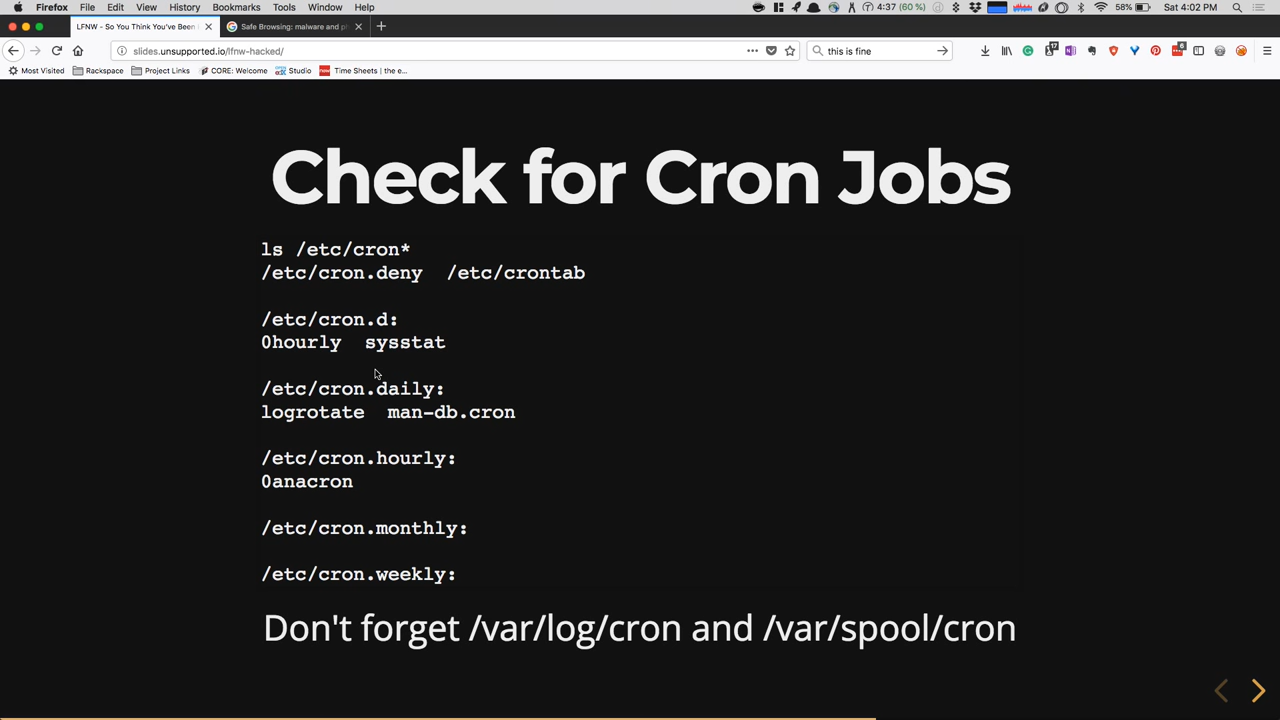 Firefox File Edit View History Bookmarks Tools Window Help 4:37 (60 %) 58% Sat 4:02 PM
LFNW - So You Think You've Been Safe Browsing: malware and ph
slides.unsupported.io/lfnw-hacked/ this is fine 17 6
Most Visited Rackspace Project Links CORE: Welcome Studio Time Sheets | the e...
Check for Cron Jobs
ls /etc/cron*
/etc/cron.deny /etc/crontab
/etc/cron.d:
0hourly sysstat
/etc/cron.daily:
logrotate man-db.cron
/etc/cron.hourly:
0anacron
/etc/cron.monthly:
/etc/cron.weekly:
Don't forget /var/log/cron and /var/spool/cron